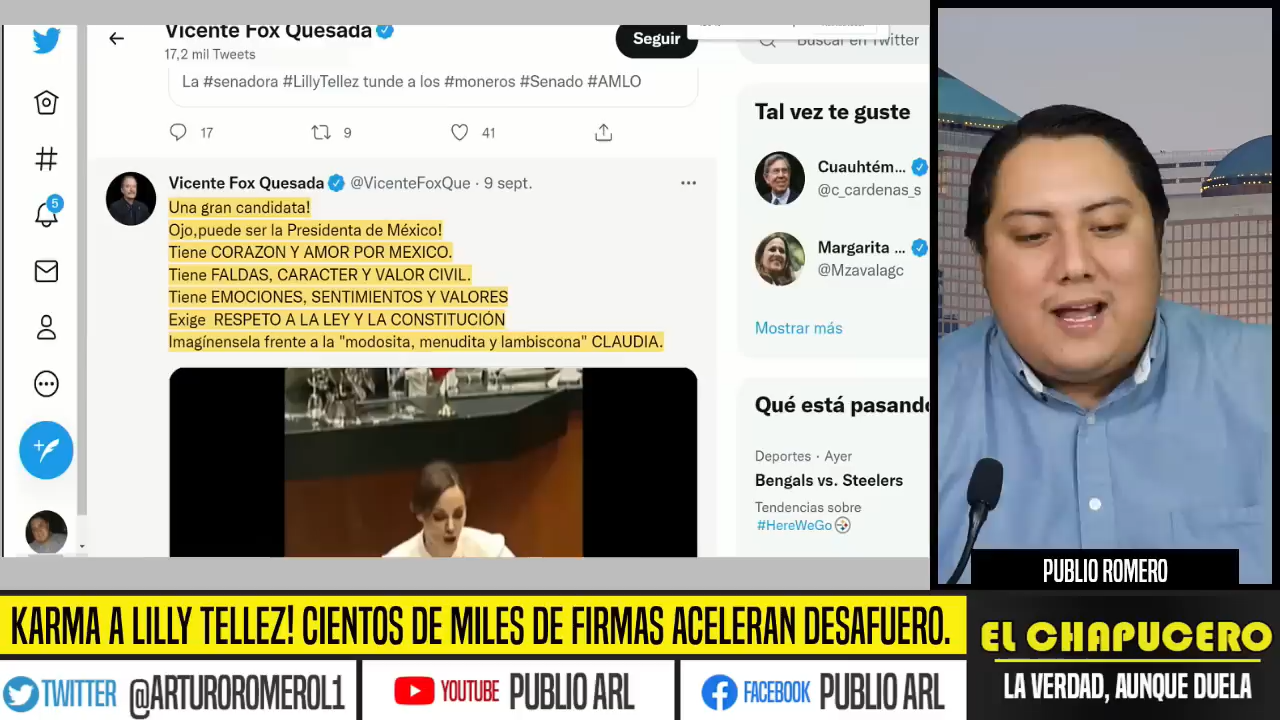 Vicente Fox Quesada
17,2 mil Tweets
Seguir
Buscar en Twitter
La #senadora #LillyTellez tunde a los #moneros #Senado #AMLO
17
9
41
5
Vicente Fox Quesada @VicenteFoxQue · 9 sept.
Una gran candidata!
Ojo,puede ser la Presidenta de México!
Tiene CORAZON Y AMOR POR MEXICO.
Tiene FALDAS, CARACTER Y VALOR CIVIL.
Tiene EMOCIONES, SENTIMIENTOS Y VALORES
Exige RESPETO A LA LEY Y LA CONSTITUCIÓN
Imagínensela frente a la "modosita, menudita y lambiscona" CLAUDIA.
Tal vez te guste
Cuauhtém...
@c_cardenas_s
Margarita ...
@Mzavalagc
Mostrar más
Qué está pasando
Deportes · Ayer
Bengals vs. Steelers
Tendencias sobre
#HereWeGo
PUBLIO ROMERO
KARMA A LILLY TELLEZ! CIENTOS DE MILES DE FIRMAS ACELERAN DESAFUERO.
EL CHAPUCERO
LA VERDAD, AUNQUE DUELA
TWITTER @ARTUROROMEROL1
YOUTUBE PUBLIO ARL
FACEBOOK PUBLIO ARL